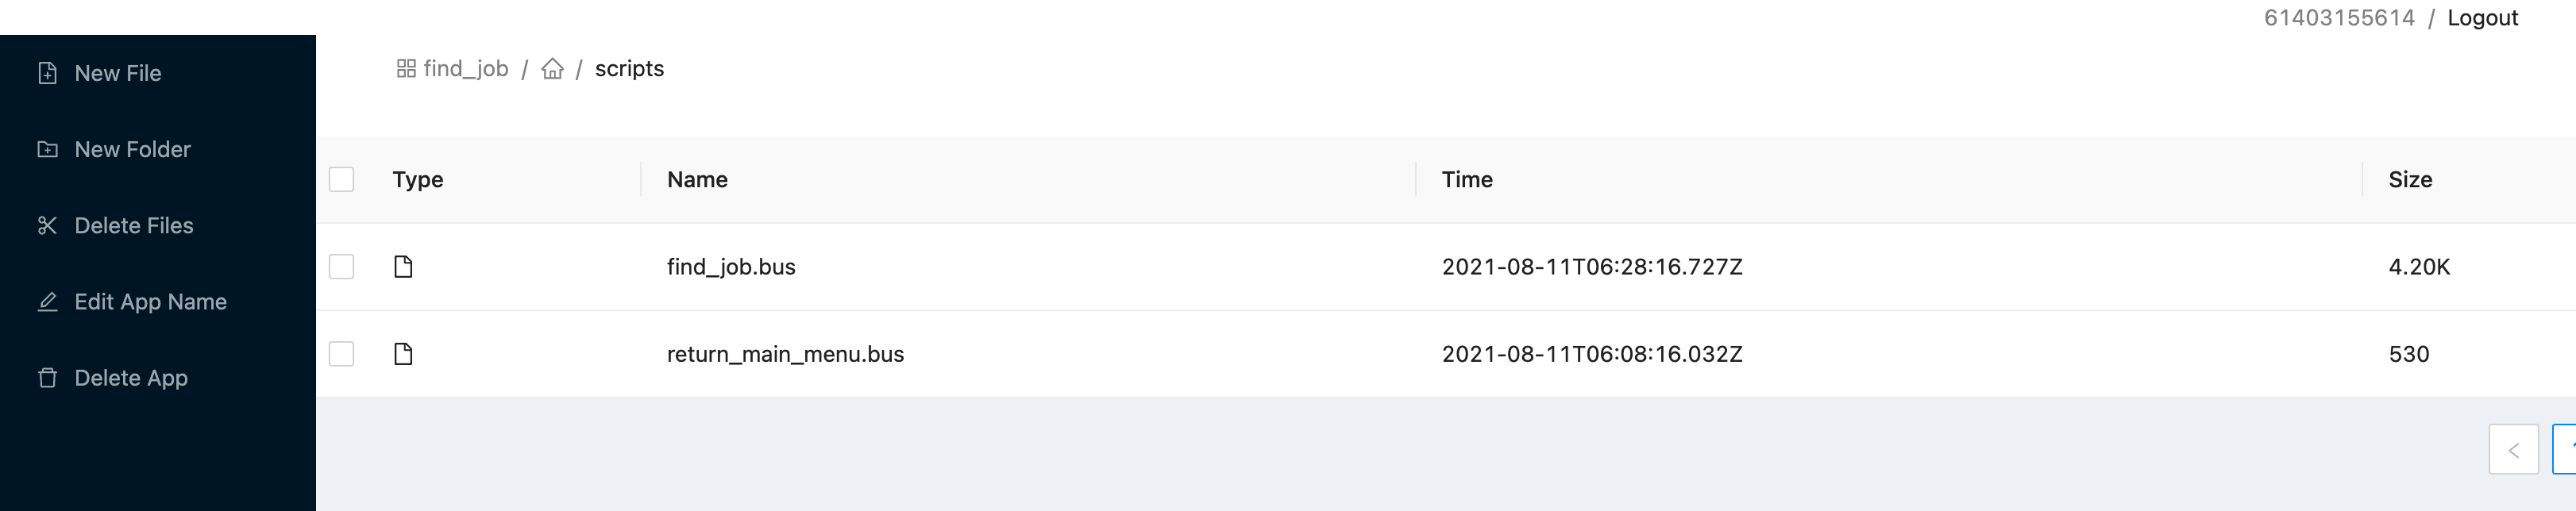 61403155614 / Logout
New File
find_job / / scripts
New Folder
Type Name Time Size
Delete Files
find_job.bus 2021-08-11T06:28:16.727Z 4.20K
Edit App Name
return_main_menu.bus 2021-08-11T06:08:16.032Z 530
Delete App
<